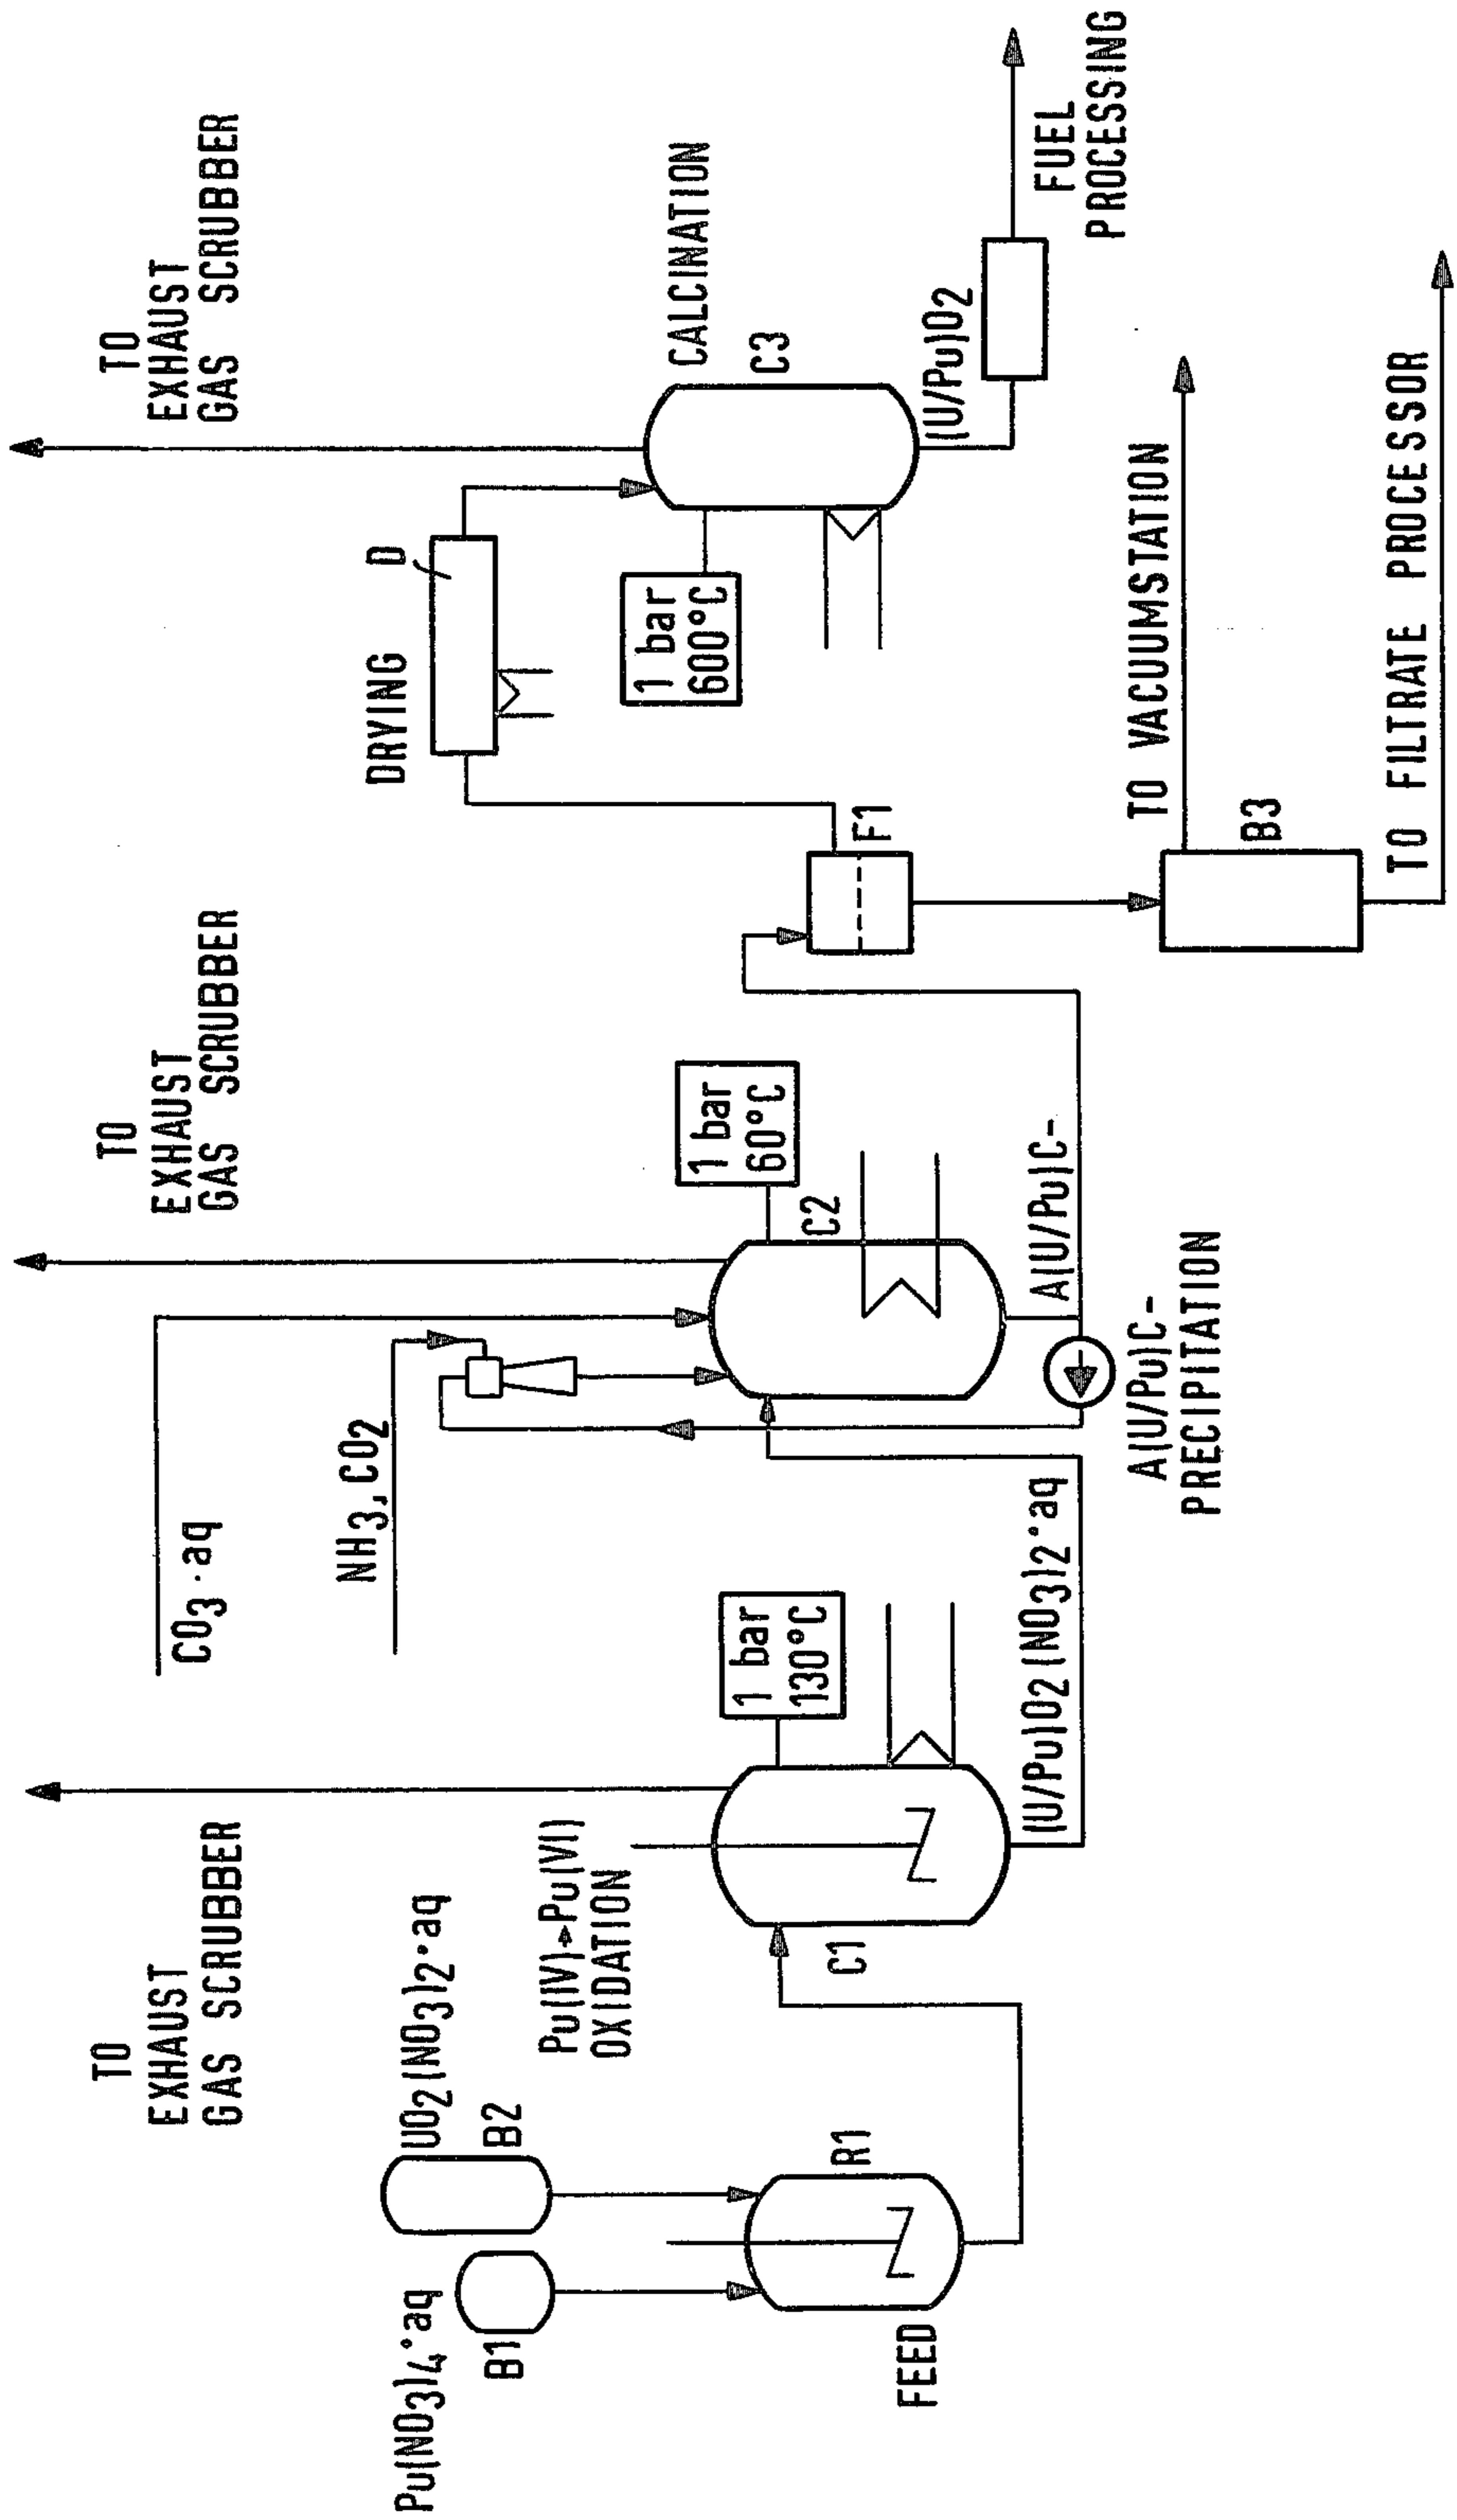 Pu(NO3)4·aq
B1
UO2(NO3)2·aq
B2
FEED
R1
TO
EXHAUST
GAS SCRUBBER
Pu(IV)→Pu(VI)
OXIDATION
C1
1 bar
130°C
(U/Pu)O2(NO3)2·aq
CO3·aq
NH3, CO2
TO
EXHAUST
GAS SCRUBBER
1 bar
60°C
C2
A(U/Pu)C-
A(U/Pu)C-
PRECIPITATION
F1
DRYING
D
B3
TO VACUUMSTATION
TO FILTRATE PROCESSOR
TO
EXHAUST
GAS SCRUBBER
1 bar
600°C
CALCINATION
C3
(U/Pu)O2
FUEL
PROCESSING